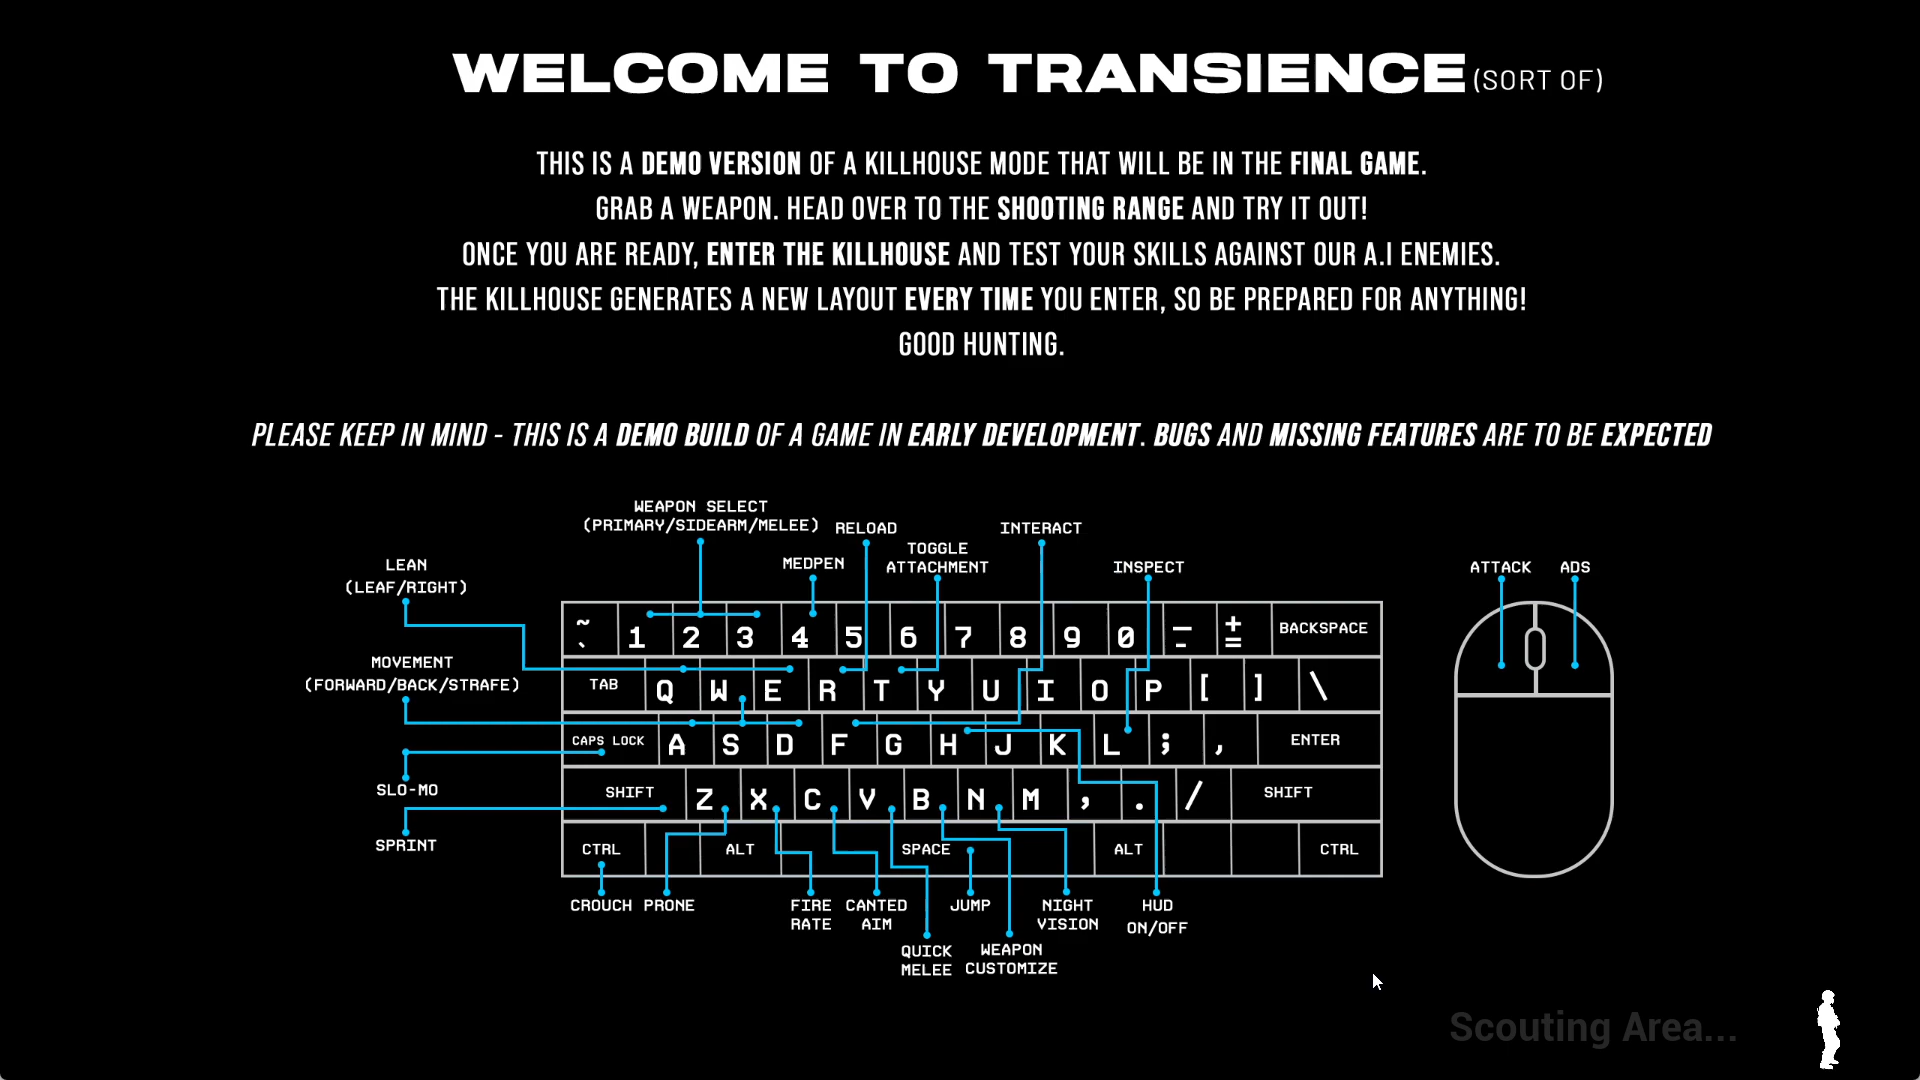 WELCOME TO TRANSIENCE (SORT OF)
THIS IS A DEMO VERSION OF A KILLHOUSE MODE THAT WILL BE IN THE FINAL GAME.
GRAB A WEAPON. HEAD OVER TO THE SHOOTING RANGE AND TRY IT OUT!
ONCE YOU ARE READY, ENTER THE KILLHOUSE AND TEST YOUR SKILLS AGAINST OUR A.I ENEMIES.
THE KILLHOUSE GENERATES A NEW LAYOUT EVERY TIME YOU ENTER, SO BE PREPARED FOR ANYTHING!
GOOD HUNTING.
PLEASE KEEP IN MIND - THIS IS A DEMO BUILD OF A GAME IN EARLY DEVELOPMENT. BUGS AND MISSING FEATURES ARE TO BE EXPECTED
WEAPON SELECT
(PRIMARY/SIDEARM/MELEE)
RELOAD
INTERACT
TOGGLE
ATTACHMENT
MEDPEN
INSPECT
LEAN
(LEAF/RIGHT)
ATTACK ADS
~ ` 1 2 3 4 5 6 7 8 9 0 — - + = BACKSPACE
MOVEMENT
(FORWARD/BACK/STRAFE)
TAB Q W E R T Y U I O P [ ] \
CAPS LOCK A S D F G H J K L ; , ENTER
SLO-MO
SHIFT Z X C V B N M , . / SHIFT
SPRINT
CTRL ALT SPACE ALT CTRL
CROUCH PRONE
FIRE
RATE
CANTED
AIM
JUMP
NIGHT
VISION
HUD
ON/OFF
QUICK
MELEE
WEAPON
CUSTOMIZE
Scouting Area...